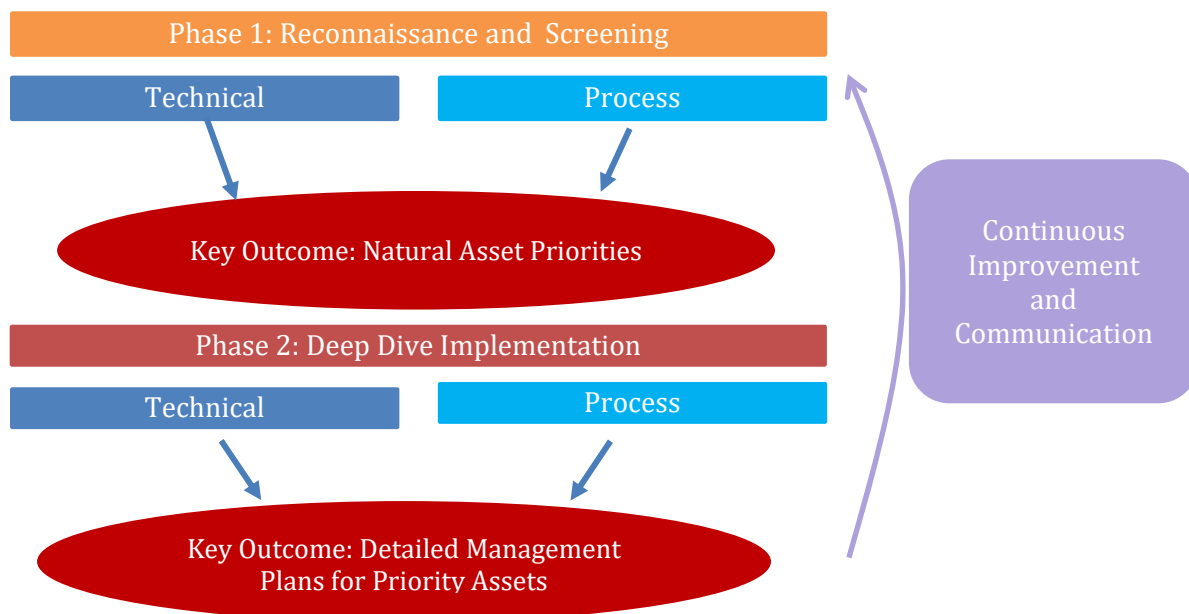 Phase 1: Reconnaissance and Screening
Technical
Process
Key Outcome: Natural Asset Priorities
Phase 2: Deep Dive Implementation
Technical
Process
Key Outcome: Detailed Management
Plans for Priority Assets
Continuous
Improvement
and
Communication